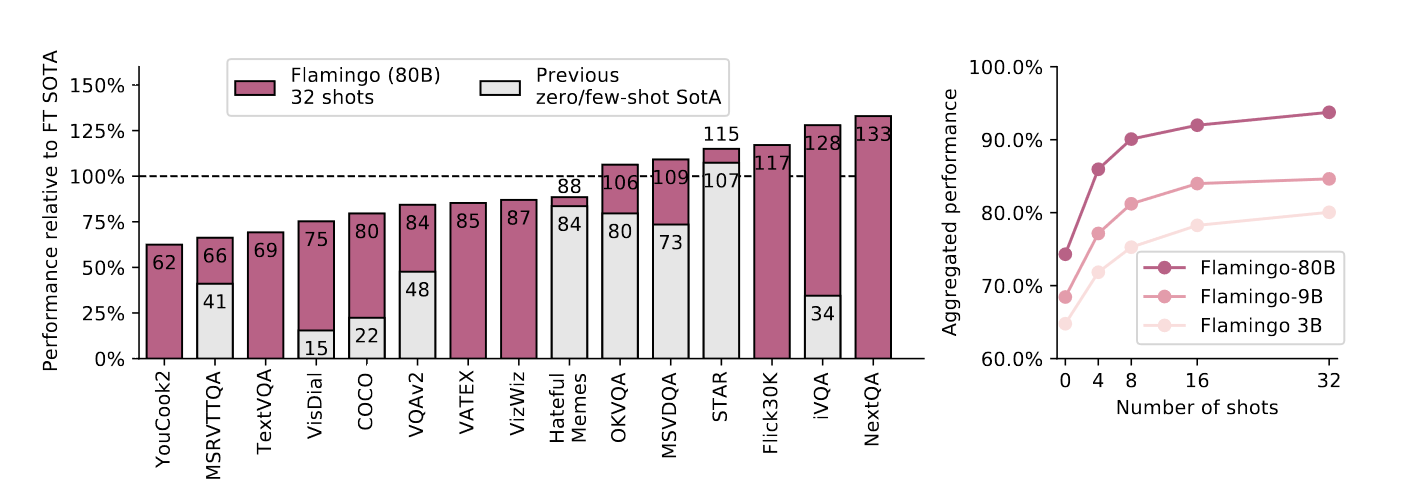 Performance relative to FT SOTA
150%
125%
100%
75%
50%
25%
0%
Flamingo (80B)
32 shots
Previous
zero/few-shot SotA
62
66
41
69
75
15
80
22
84
48
85
87
88
84
106
80
109
73
115
107
117
128
34
133
YouCook2
MSRVTTQA
TextVQA
VisDial
COCO
VQAv2
VATEX
VizWiz
Hateful
Memes
OKVQA
MSVDQA
STAR
Flick30K
iVQA
NextQA
Aggregated performance
100.0%
90.0%
80.0%
70.0%
60.0%
Flamingo-80B
Flamingo-9B
Flamingo 3B
0 4 8 16 32
Number of shots